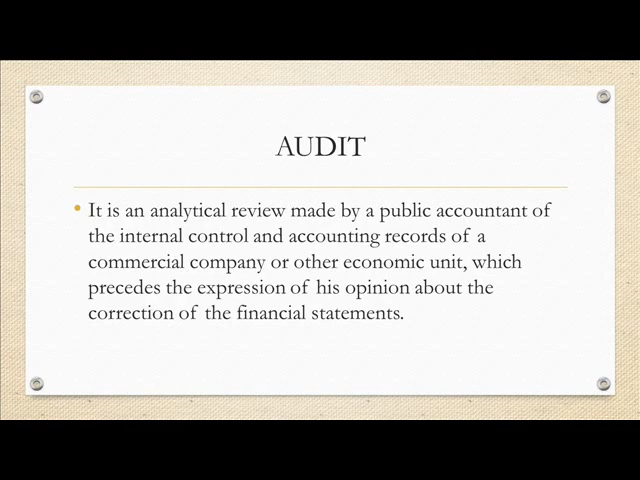 AUDIT
• It is an analytical review made by a public accountant of
the internal control and accounting records of a
commercial company or other economic unit, which
precedes the expression of his opinion about the
correction of the financial statements.